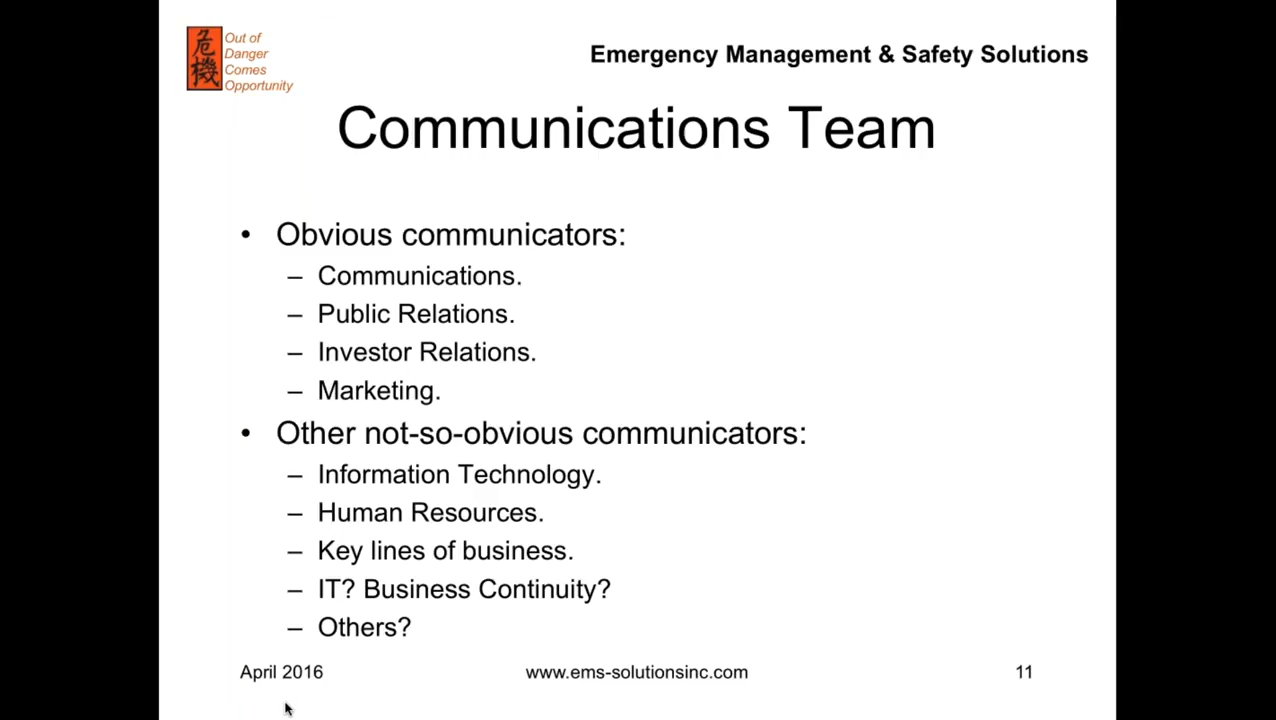 危
機
Out of
Danger
Comes
Opportunity
Emergency Management & Safety Solutions
Communications Team
• Obvious communicators:
– Communications.
– Public Relations.
– Investor Relations.
– Marketing.
• Other not-so-obvious communicators:
– Information Technology.
– Human Resources.
– Key lines of business.
– IT? Business Continuity?
– Others?
April 2016 www.ems-solutionsinc.com 11